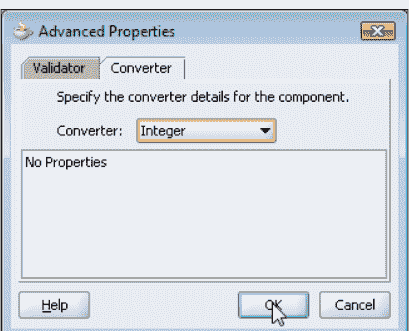 Advanced Properties
Validator Converter
Specify the converter details for the component.
Converter: Integer
No Properties
Help OK Cancel